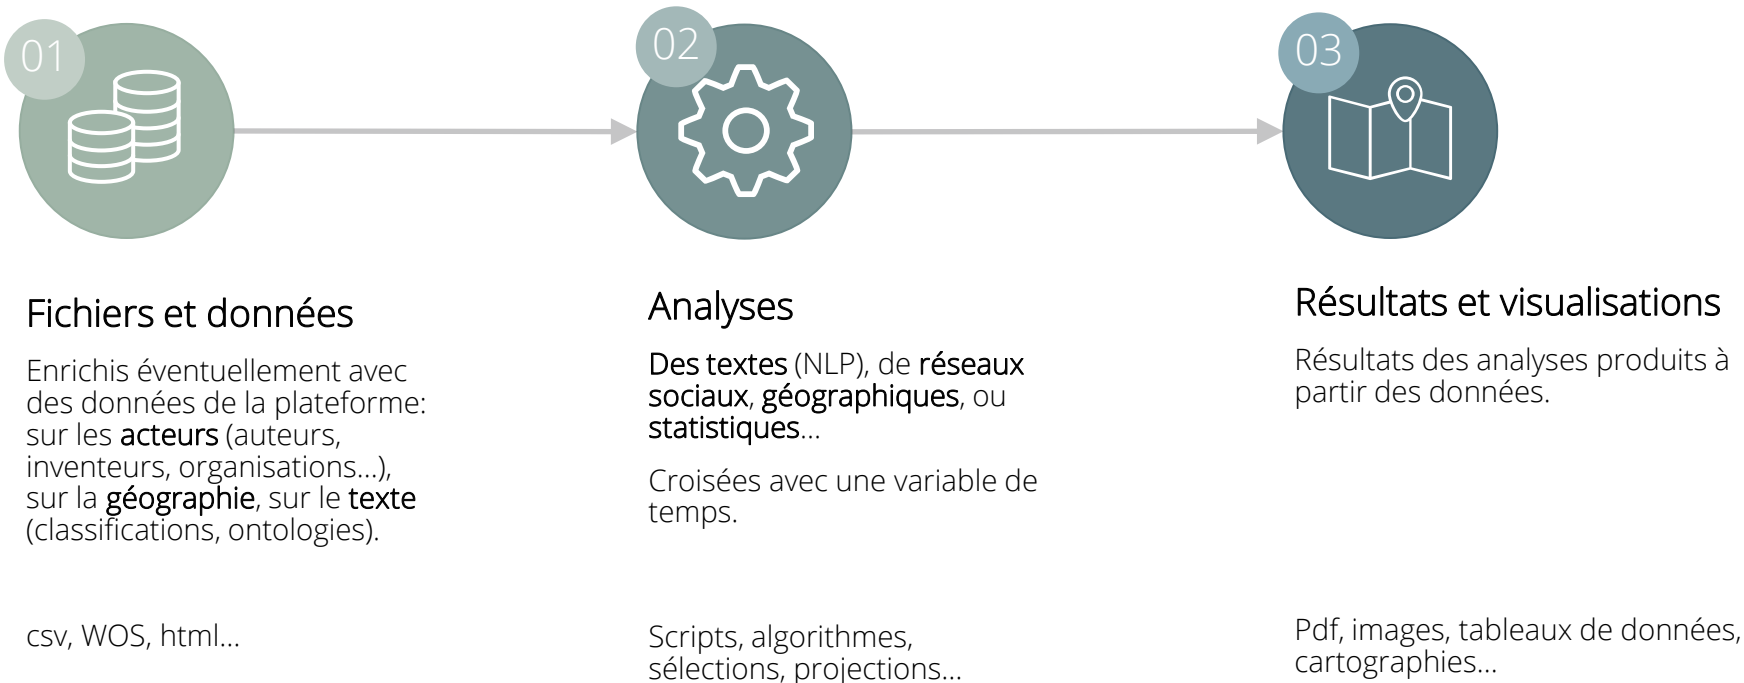 01
Fichiers et données
Enrichis éventuellement avec
des données de la plateforme:
sur les acteurs (auteurs,
inventeurs, organisations...),
sur la géographie, sur le texte
(classifications, ontologies).
csv, WOS, html...
02
Analyses
Des textes (NLP), de réseaux
sociaux, géographiques, ou
statistiques...
Croisées avec une variable de
temps.
Scripts, algorithmes,
sélections, projections...
03
Résultats et visualisations
Résultats des analyses produits à
partir des données.
Pdf, images, tableaux de données,
cartographies...